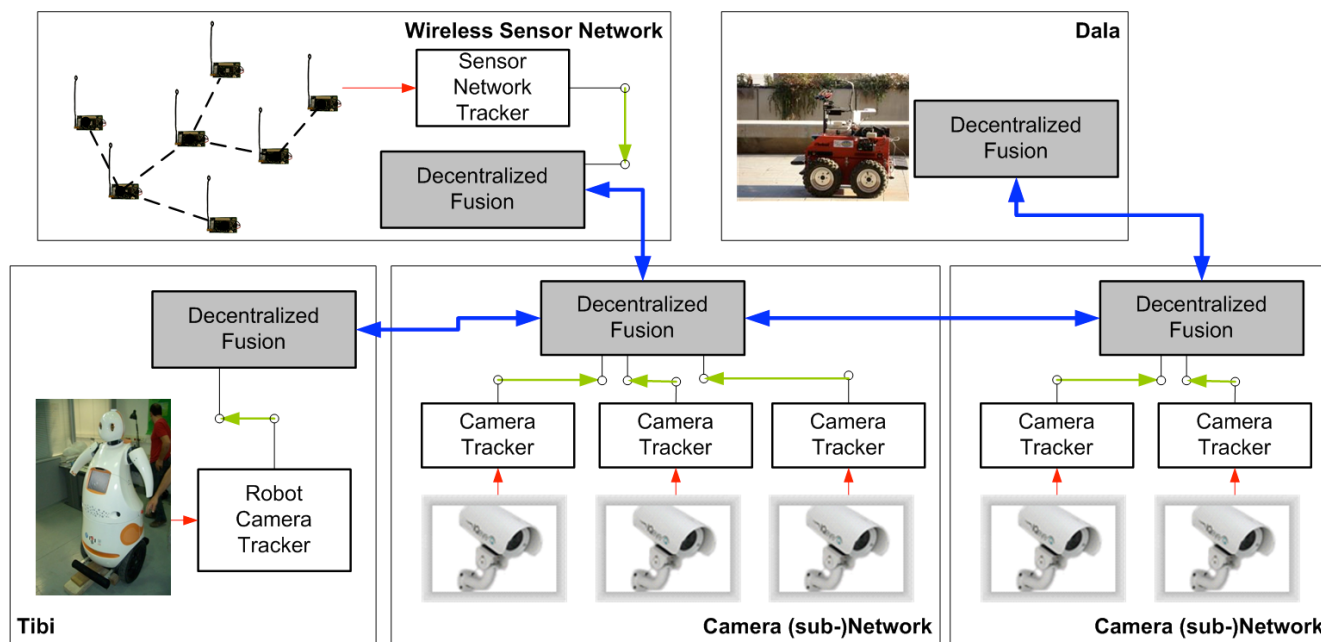 Wireless Sensor Network
Sensor
Network
Tracker
Decentralized
Fusion
Dala
Decentralized
Fusion
Decentralized
Fusion
Robot
Camera
Tracker
Tibi
Decentralized
Fusion
Camera
Tracker
Camera
Tracker
Camera
Tracker
Camera (sub-)Network
Decentralized
Fusion
Camera
Tracker
Camera
Tracker
Camera (sub-)Network